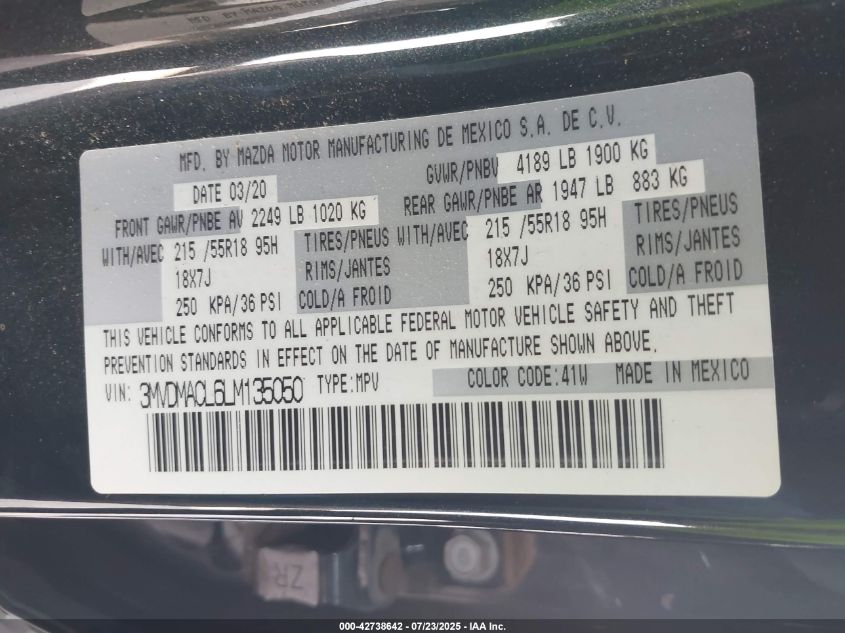 MFD. BY MAZDA MOTOR MANUFACTURING DE MEXICO S.A. DE C.V.
DATE 03/20 GVWR/PNBV 4189 LB 1900 KG
FRONT GAWR/PNBE AV 2249 LB 1020 KG REAR GAWR/PNBE AR 1947 LB 883 KG
WITH/AVEC 215 /55R18 95H TIRES/PNEUS WITH/AVEC 215 /55R18 95H TIRES/PNEUS
18X7J RIMS/JANTES 18X7J RIMS/JANTES
250 KPA/36 PSI COLD/A FROID 250 KPA/36 PSI COLD/A FROID
THIS VEHICLE CONFORMS TO ALL APPLICABLE FEDERAL MOTOR VEHICLE SAFETY AND THEFT
PREVENTION STANDARDS IN EFFECT ON THE DATE OF MANUFACTURE SHOWN ABOVE.
VIN: 3MVDMACL6LM135050 TYPE:MPV COLOR CODE:41W MADE IN MEXICO
ZR
000-42738642 / 07/23/2025 - IAA Inc.